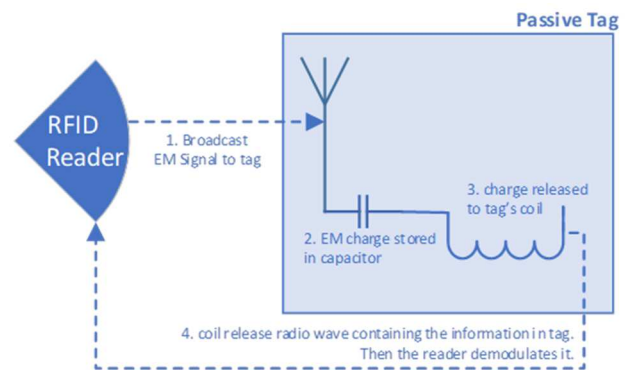 Passive Tag
RFID
Reader
1. Broadcast
EM Signal to tag
2. EM charge stored
in capacitor
3. charge released
to tag's coil
4. coil release radio wave containing the information in tag.
Then the reader demodulates it.